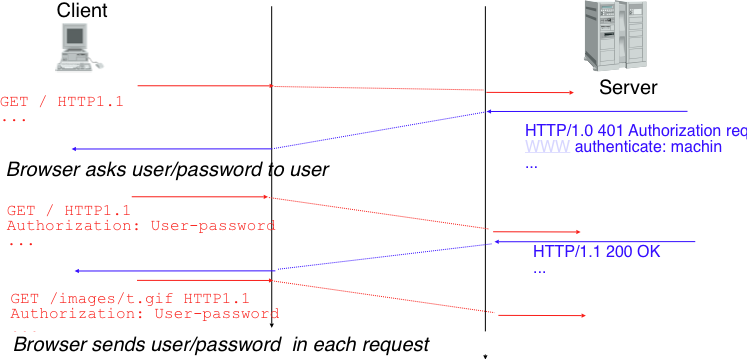 Client
Server
GET / HTTP1.1
...
HTTP/1.0 401 Authorization req
WWW authenticate: machin
...
Browser asks user/password to user
GET / HTTP1.1
Authorization: User-password
...
HTTP/1.1 200 OK
...
GET /images/t.gif HTTP1.1
Authorization: User-password
...
Browser sends user/password in each request